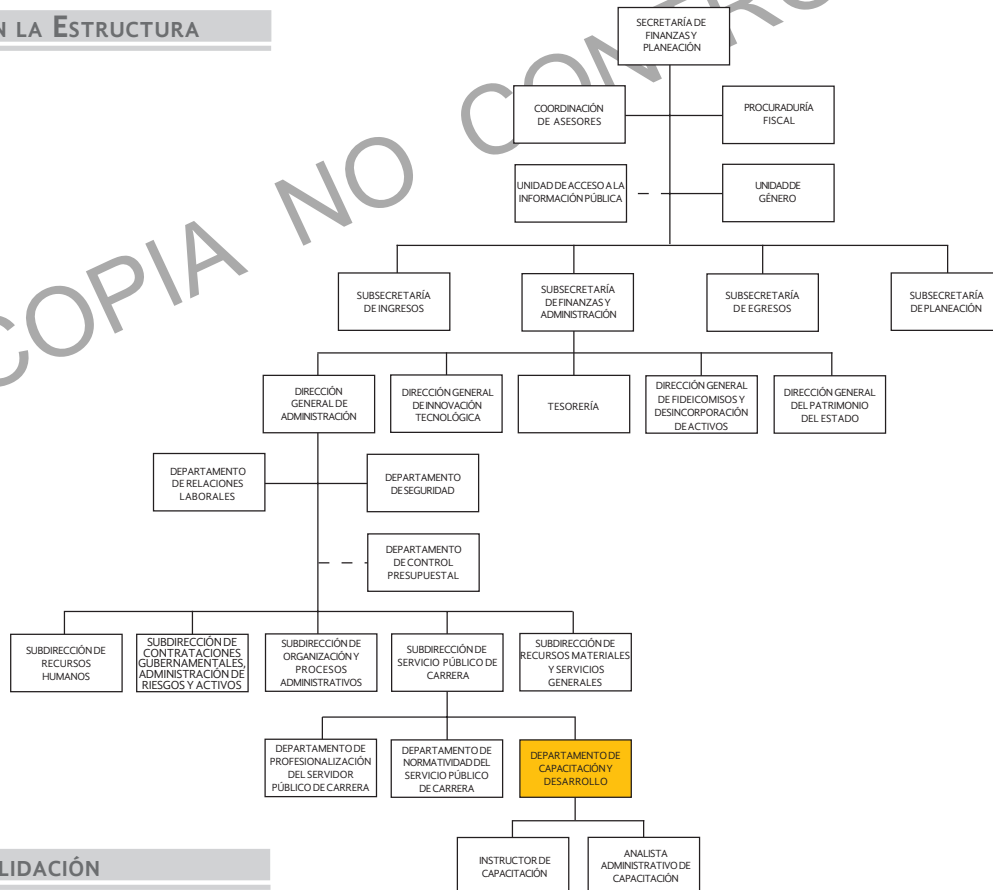 N LA ESTRUCTURA
COPIA NO CONTR
SECRETARÍA DE
FINANZAS Y
PLANEACIÓN
COORDINACIÓN
DE ASESORES
PROCURADURÍA
FISCAL
UNIDAD DE ACCESO A LA
INFORMACIÓN PÚBLICA
UNIDAD DE
GÉNERO
SUBSECRETARÍA
DE INGRESOS
SUBSECRETARÍA
DE FINANZAS Y
ADMINISTRACIÓN
SUBSECRETARÍA
DE EGRESOS
SUBSECRETARÍA
DE PLANEACIÓN
DIRECCIÓN
GENERAL DE
ADMINISTRACIÓN
DIRECCIÓN GENERAL
DE INNOVACIÓN
TECNOLÓGICA
TESORERÍA
DIRECCIÓN GENERAL
DE FIDEICOMISOS Y
DESINCORPORACIÓN
DE ACTIVOS
DIRECCIÓN GENERAL
DEL PATRIMONIO
DEL ESTADO
DEPARTAMENTO
DE RELACIONES
LABORALES
DEPARTAMENTO
DE SEGURIDAD
DEPARTAMENTO
DE CONTROL
PRESUPUESTAL
SUBDIRECCIÓN DE
RECURSOS
HUMANOS
SUBDIRECCIÓN DE
CONTRATACIONES
GUBERNAMENTALES,
ADMINISTRACIÓN DE
RIESGOS Y ACTIVOS
SUBDIRECCIÓN DE
ORGANIZACIÓN Y
PROCESOS
ADMINISTRATIVOS
SUBDIRECCIÓN DE
SERVICIO PÚBLICO DE
CARRERA
SUBDIRECCIÓN DE
RECURSOS MATERIALES
Y SERVICIOS
GENERALES
DEPARTAMENTO DE
PROFESIONALIZACIÓN
DEL SERVIDOR
PÚBLICO DE CARRERA
DEPARTAMENTO DE
NORMATIVIDAD DEL
SERVICIO PÚBLICO
DE CARRERA
DEPARTAMENTO DE
CAPACITACIÓN Y
DESARROLLO
INSTRUCTOR DE
CAPACITACIÓN
ANALISTA
ADMINISTRATIVO DE
CAPACITACIÓN
LIDACIÓN